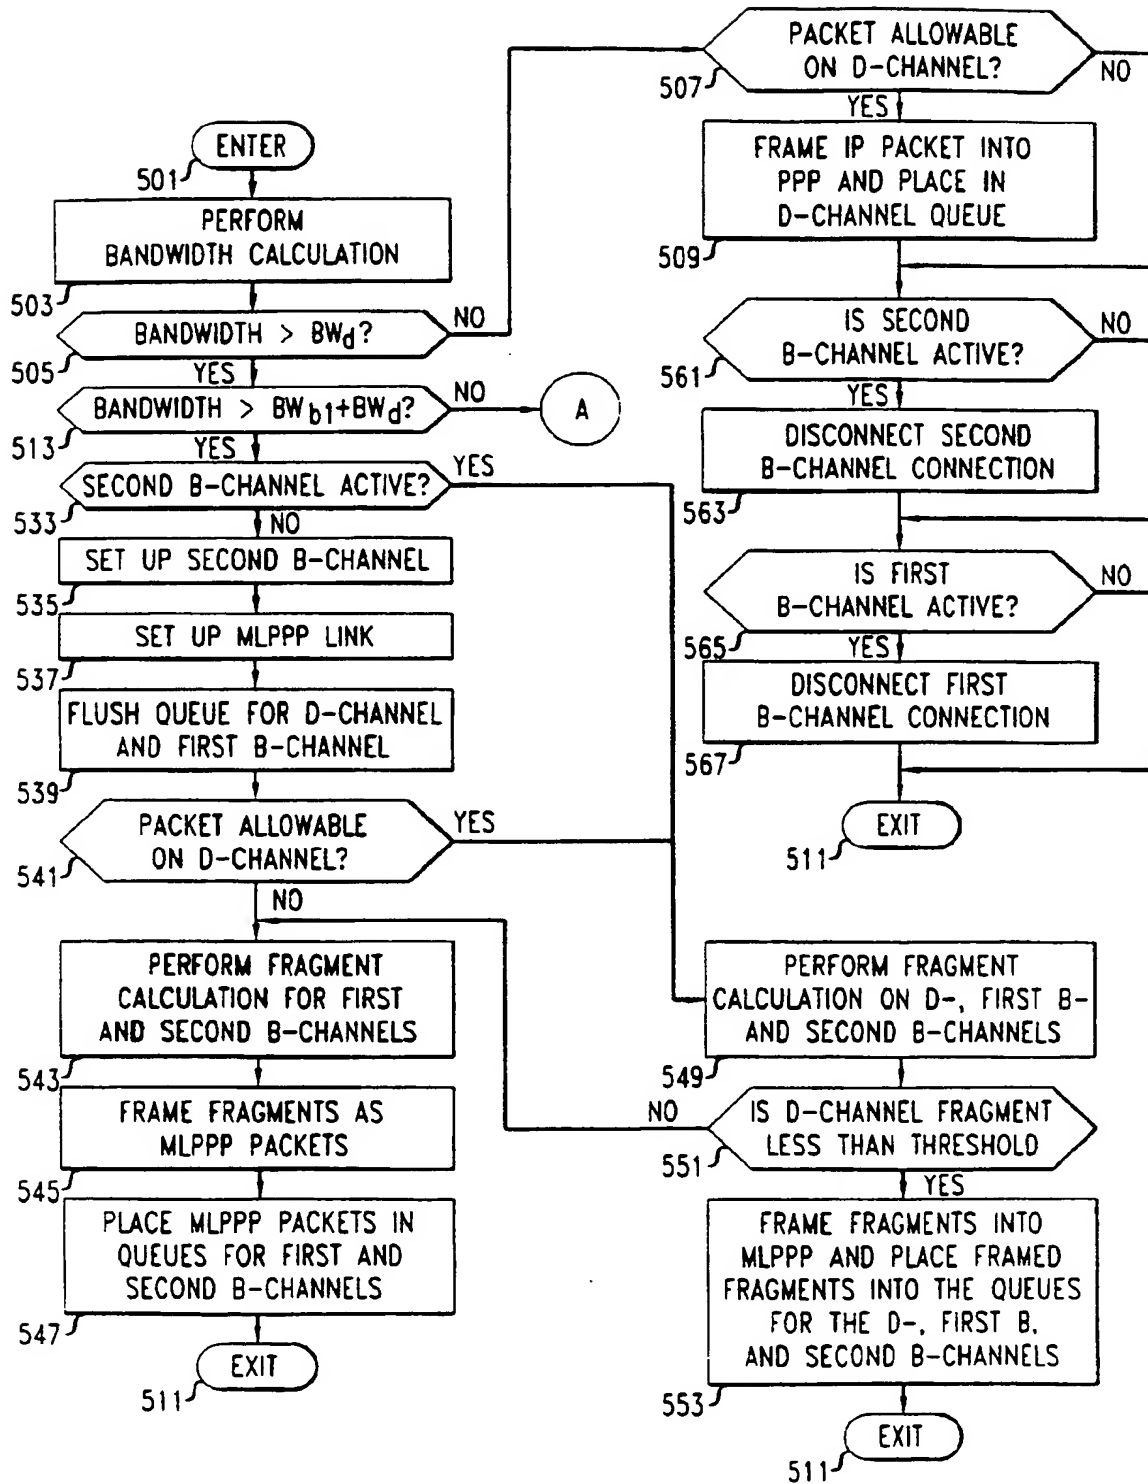 ENTER
501
PERFORM
BANDWIDTH CALCULATION
503
BANDWIDTH > BWd?
NO
505
YES
BANDWIDTH > BWb1+BWd?
NO
A
513
YES
SECOND B-CHANNEL ACTIVE?
YES
533
NO
SET UP SECOND B-CHANNEL
535
SET UP MLPPP LINK
537
FLUSH QUEUE FOR D-CHANNEL
AND FIRST B-CHANNEL
539
PACKET ALLOWABLE
ON D-CHANNEL?
YES
541
NO
PERFORM FRAGMENT
CALCULATION FOR FIRST
AND SECOND B-CHANNELS
543
FRAME FRAGMENTS AS
MLPPP PACKETS
545
PLACE MLPPP PACKETS IN
QUEUES FOR FIRST AND
SECOND B-CHANNELS
547
EXIT
511
PACKET ALLOWABLE
ON D-CHANNEL?
NO
507
YES
FRAME IP PACKET INTO
PPP AND PLACE IN
D-CHANNEL QUEUE
509
IS SECOND
B-CHANNEL ACTIVE?
NO
561
YES
DISCONNECT SECOND
B-CHANNEL CONNECTION
563
IS FIRST
B-CHANNEL ACTIVE?
NO
565
YES
DISCONNECT FIRST
B-CHANNEL CONNECTION
567
EXIT
511
PERFORM FRAGMENT
CALCULATION ON D-, FIRST B-
AND SECOND B-CHANNELS
549
NO
IS D-CHANNEL FRAGMENT
LESS THAN THRESHOLD
551
YES
FRAME FRAGMENTS INTO
MLPPP AND PLACE FRAMED
FRAGMENTS INTO THE QUEUES
FOR THE D-, FIRST B,
AND SECOND B-CHANNELS
553
EXIT
511